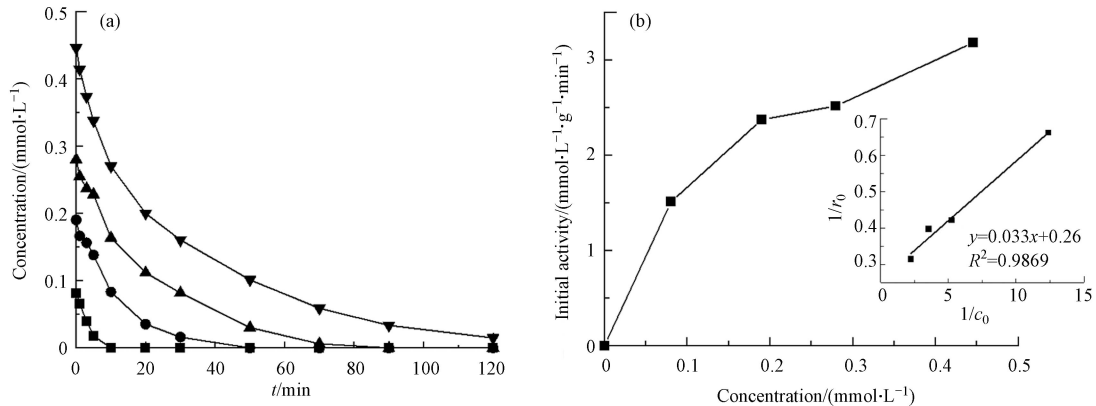 (a)
0.5
0.4
0.3
0.2
0.1
0
Concentration/(mmol·L⁻¹)
0 20 40 60 80 100 120
t/min
(b)
3
2
1
0
Initial activity/(mmol·L⁻¹·g⁻¹·min⁻¹)
0 0.1 0.2 0.3 0.4 0.5
Concentration/(mmol·L⁻¹)
0.7
0.6
0.5
0.4
0.3
1/r₀
y=0.033x+0.26
R²=0.9869
0 5 10 15
1/c₀